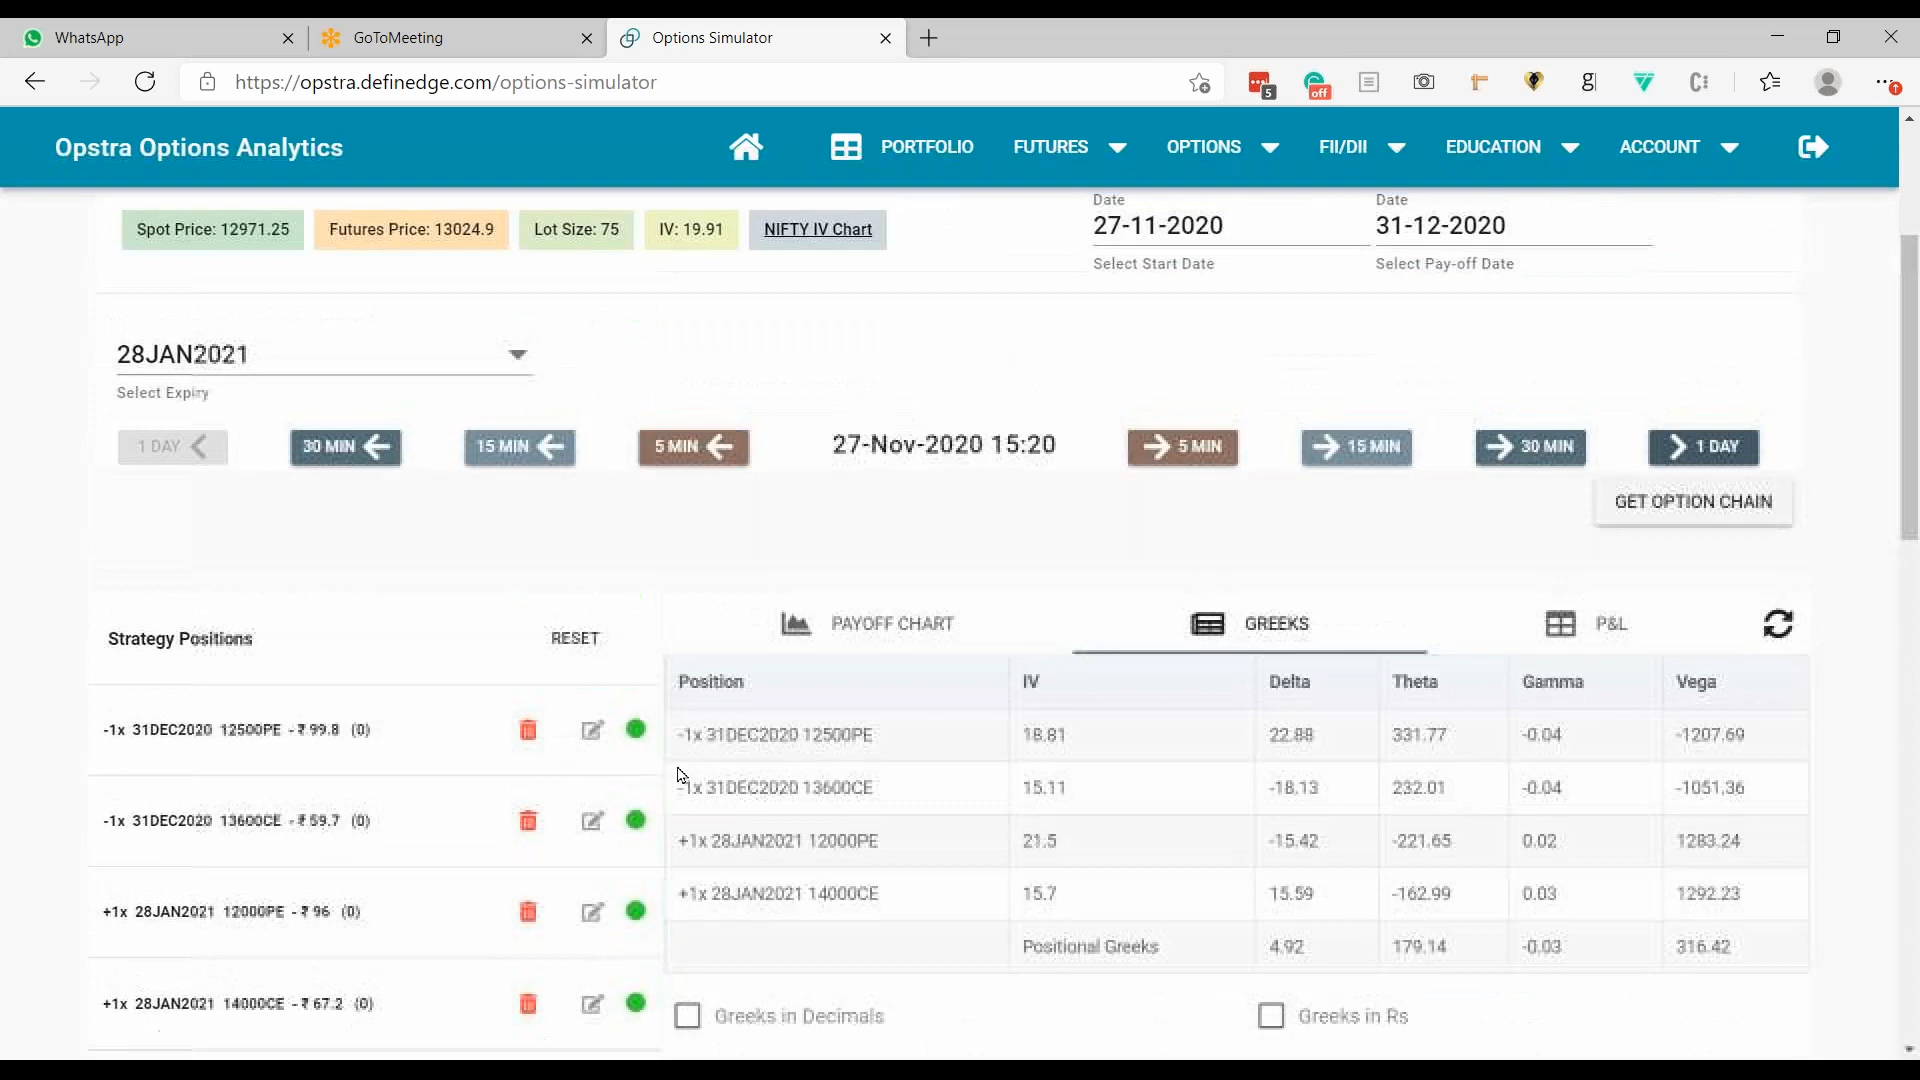 WhatsApp
GoToMeeting
Options Simulator
https://opstra.definedge.com/options-simulator
5
off
g
Opstra Options Analytics
PORTFOLIO
FUTURES
OPTIONS
FII/DII
EDUCATION
ACCOUNT
Spot Price: 12971.25
Futures Price: 13024.9
Lot Size: 75
IV: 19.91
NIFTY IV Chart
Date
27-11-2020
Select Start Date
Date
31-12-2020
Select Pay-off Date
28JAN2021
Select Expiry
1 DAY
30 MIN
15 MIN
5 MIN
27-Nov-2020 15:20
5 MIN
15 MIN
30 MIN
1 DAY
GET OPTION CHAIN
Strategy Positions
RESET
-1x 31DEC2020 12500PE - ₹ 99.8 (0)
-1x 31DEC2020 13600CE - ₹ 59.7 (0)
+1x 28JAN2021 12000PE - ₹ 96 (0)
+1x 28JAN2021 14000CE - ₹ 67.2 (0)
PAYOFF CHART
GREEKS
P&L
Position IV Delta Theta Gamma Vega
-1x 31DEC2020 12500PE 18.81 22.88 331.77 -0.04 -1207.69
-1x 31DEC2020 13600CE 15.11 -18.13 232.01 -0.04 -1051.36
+1x 28JAN2021 12000PE 21.5 -15.42 -221.65 0.02 1283.24
+1x 28JAN2021 14000CE 15.7 15.59 -162.99 0.03 1292.23
Positional Greeks 4.92 179.14 -0.03 316.42
Greeks in Decimals
Greeks in Rs